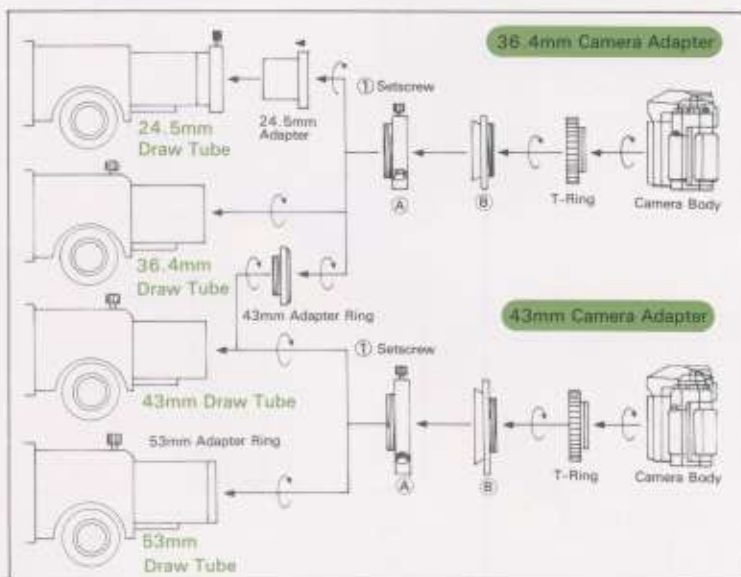 36.4mm Camera Adapter
① Setscrew
24.5mm
Adapter
24.5mm
Draw Tube
Ⓐ
Ⓑ
T-Ring
Camera Body
36.4mm
Draw Tube
43mm Adapter Ring
43mm Camera Adapter
① Setscrew
43mm Draw Tube
53mm Adapter Ring
Ⓐ
Ⓑ
T-Ring
Camera Body
53mm
Draw Tube